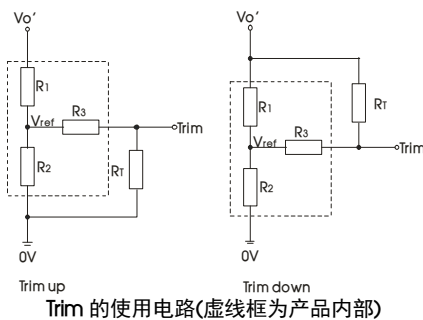 Vo'
R1
R3
Vref
Trim
R2
RT
0V
Trim up
Vo'
R1
RT
R3
Vref
Trim
R2
0V
Trim down
Trim 的使用电路(虚线框为产品内部)